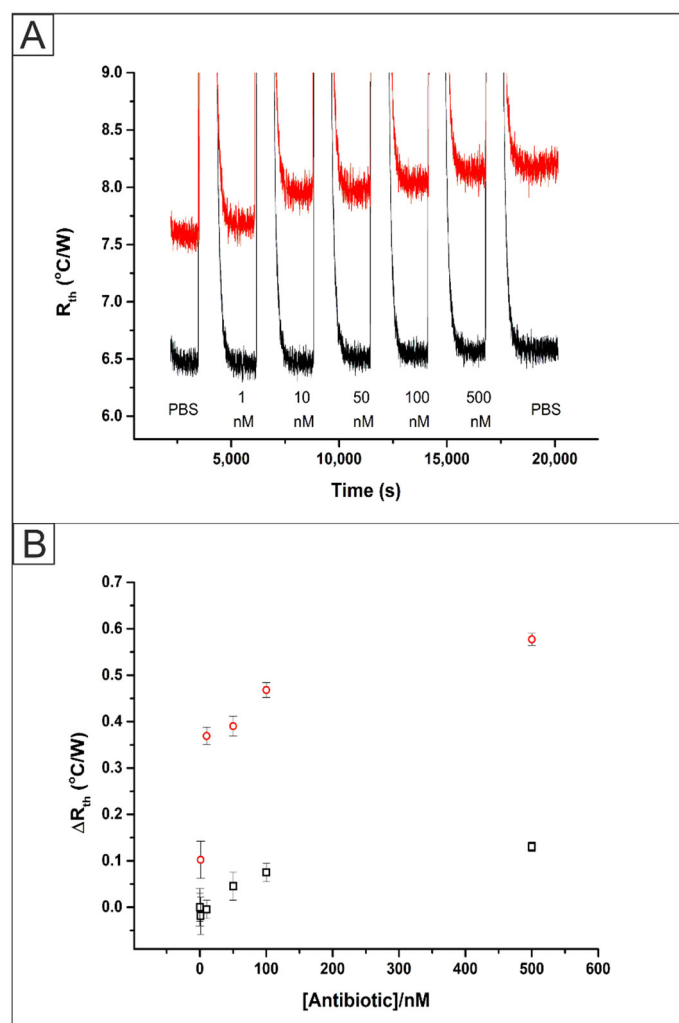 A
9.0
8.5
8.0
7.5
7.0
6.5
6.0
R_th (°C/W)
1 10 50 100 500
PBS nM nM nM nM nM PBS
5,000 10,000 15,000 20,000
Time (s)
B
0.7
0.6
0.5
0.4
0.3
0.2
0.1
0.0
ΔR_th (°C/W)
0 100 200 300 400 500 600
[Antibiotic]/nM